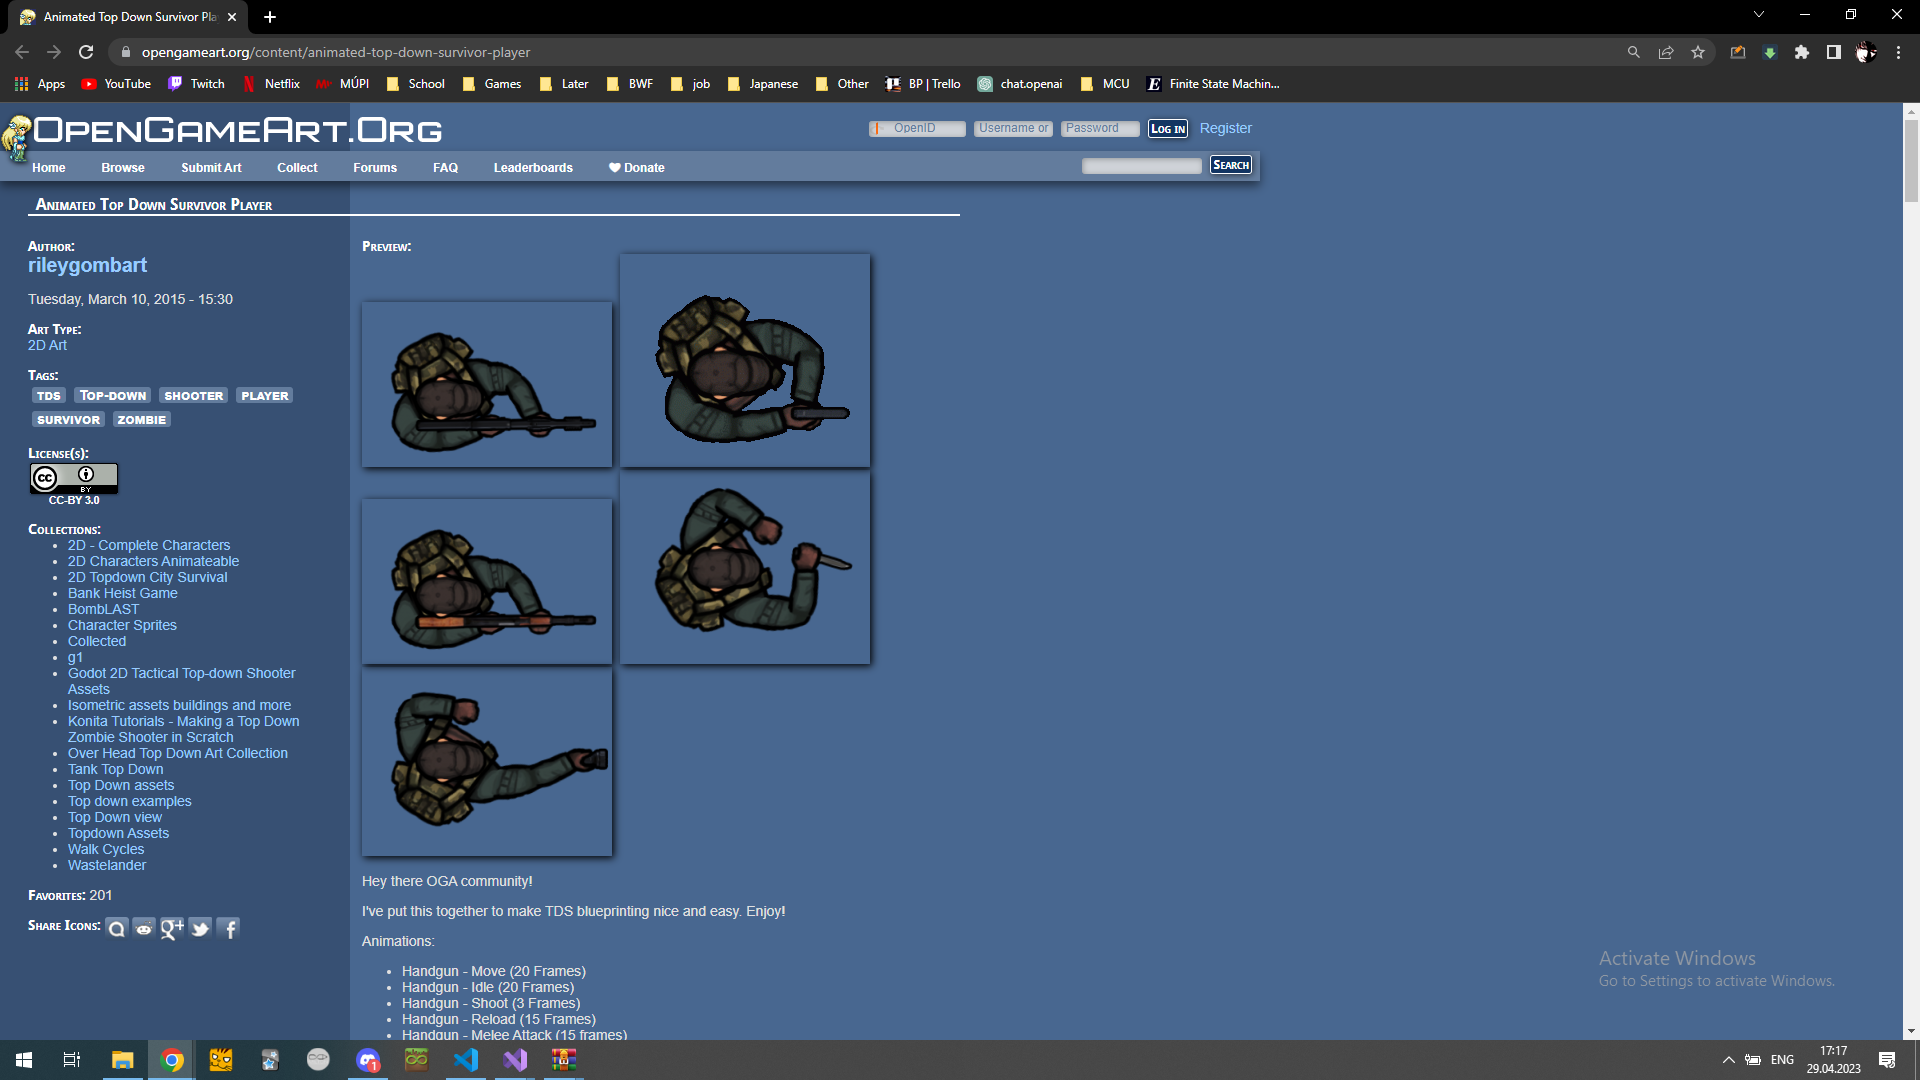 Animated Top Down Survivor Pla
opengameart.org/content/animated-top-down-survivor-player
Apps
YouTube
Twitch
Netflix
MÚPI
School
Games
Later
BWF
job
Japanese
Other
BP | Trello
chat.openai
MCU
Finite State Machin...
OpenGameArt.Org
OpenID
Username or
Password
Log in
Register
Home
Browse
Submit Art
Collect
Forums
FAQ
Leaderboards
Donate
Search
Animated Top Down Survivor Player
Author:
rileygombart
Tuesday, March 10, 2015 - 15:30
Art Type:
2D Art
Tags:
TDS
Top-down
shooter
player
survivor
zombie
License(s):
cc
BY
CC-BY 3.0
Collections:
2D - Complete Characters
2D Characters Animateable
2D Topdown City Survival
Bank Heist Game
BombLAST
Character Sprites
Collected
g1
Godot 2D Tactical Top-down Shooter
Assets
Isometric assets buildings and more
Konita Tutorials - Making a Top Down
Zombie Shooter in Scratch
Over Head Top Down Art Collection
Tank Top Down
Top Down assets
Top down examples
Top Down view
Topdown Assets
Walk Cycles
Wastelander
Favorites: 201
Share Icons:
Preview:
Hey there OGA community!
I've put this together to make TDS blueprinting nice and easy. Enjoy!
Animations:
Handgun - Move (20 Frames)
Handgun - Idle (20 Frames)
Handgun - Shoot (3 Frames)
Handgun - Reload (15 Frames)
Handgun - Melee Attack (15 frames)
Activate Windows
Go to Settings to activate Windows.
1
ENG
17:17
29.04.2023